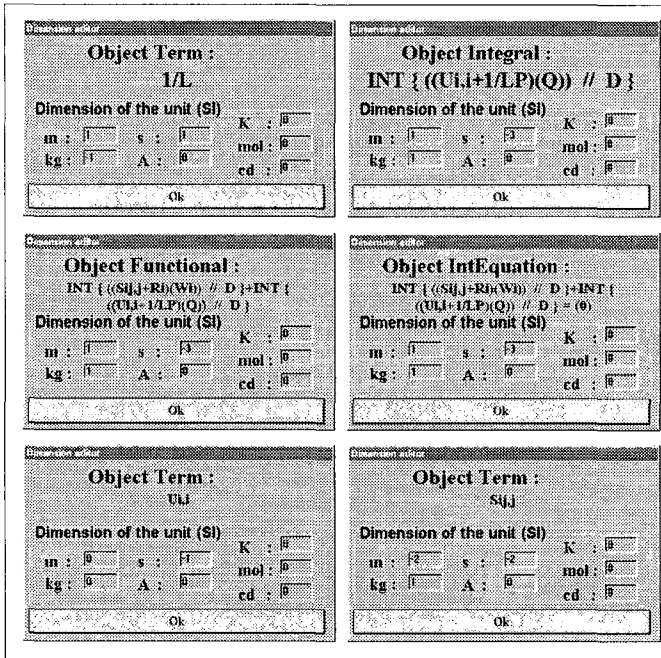 Dimension editor
Object Term :
1/L
Dimension of the unit (SI)
m : 1 s : 1 K : 0
kg : -1 A : 0 mol : 0
cd : 0
Ok
Dimension editor
Object Integral :
INT { ((Ui,i+1/LP)(Q)) // D }
Dimension of the unit (SI)
m : 1 s : -3 K : 0
kg : 1 A : 0 mol : 0
cd : 0
Ok
Dimension editor
Object Functional :
INT { ((Sij,j+Ri)(Wi)) // D }+INT {
((Ui,i+1/LP)(Q)) // D }
Dimension of the unit (SI)
m : 1 s : -3 K : 0
kg : 1 A : 0 mol : 0
cd : 0
Ok
Dimension editor
Object IntEquation :
INT { ((Sij,j+Ri)(Wi)) // D }+INT {
((Ui,i+1/LP)(Q)) // D } = (0)
Dimension of the unit (SI)
m : 1 s : -3 K : 0
kg : 1 A : 0 mol : 0
cd : 0
Ok
Dimension editor
Object Term :
Ui,i
Dimension of the unit (SI)
m : 0 s : -1 K : 0
kg : 0 A : 0 mol : 0
cd : 0
Ok
Dimension editor
Object Term :
Sij,j
Dimension of the unit (SI)
m : -2 s : -2 K : 0
kg : 1 A : 0 mol : 0
cd : 0
Ok